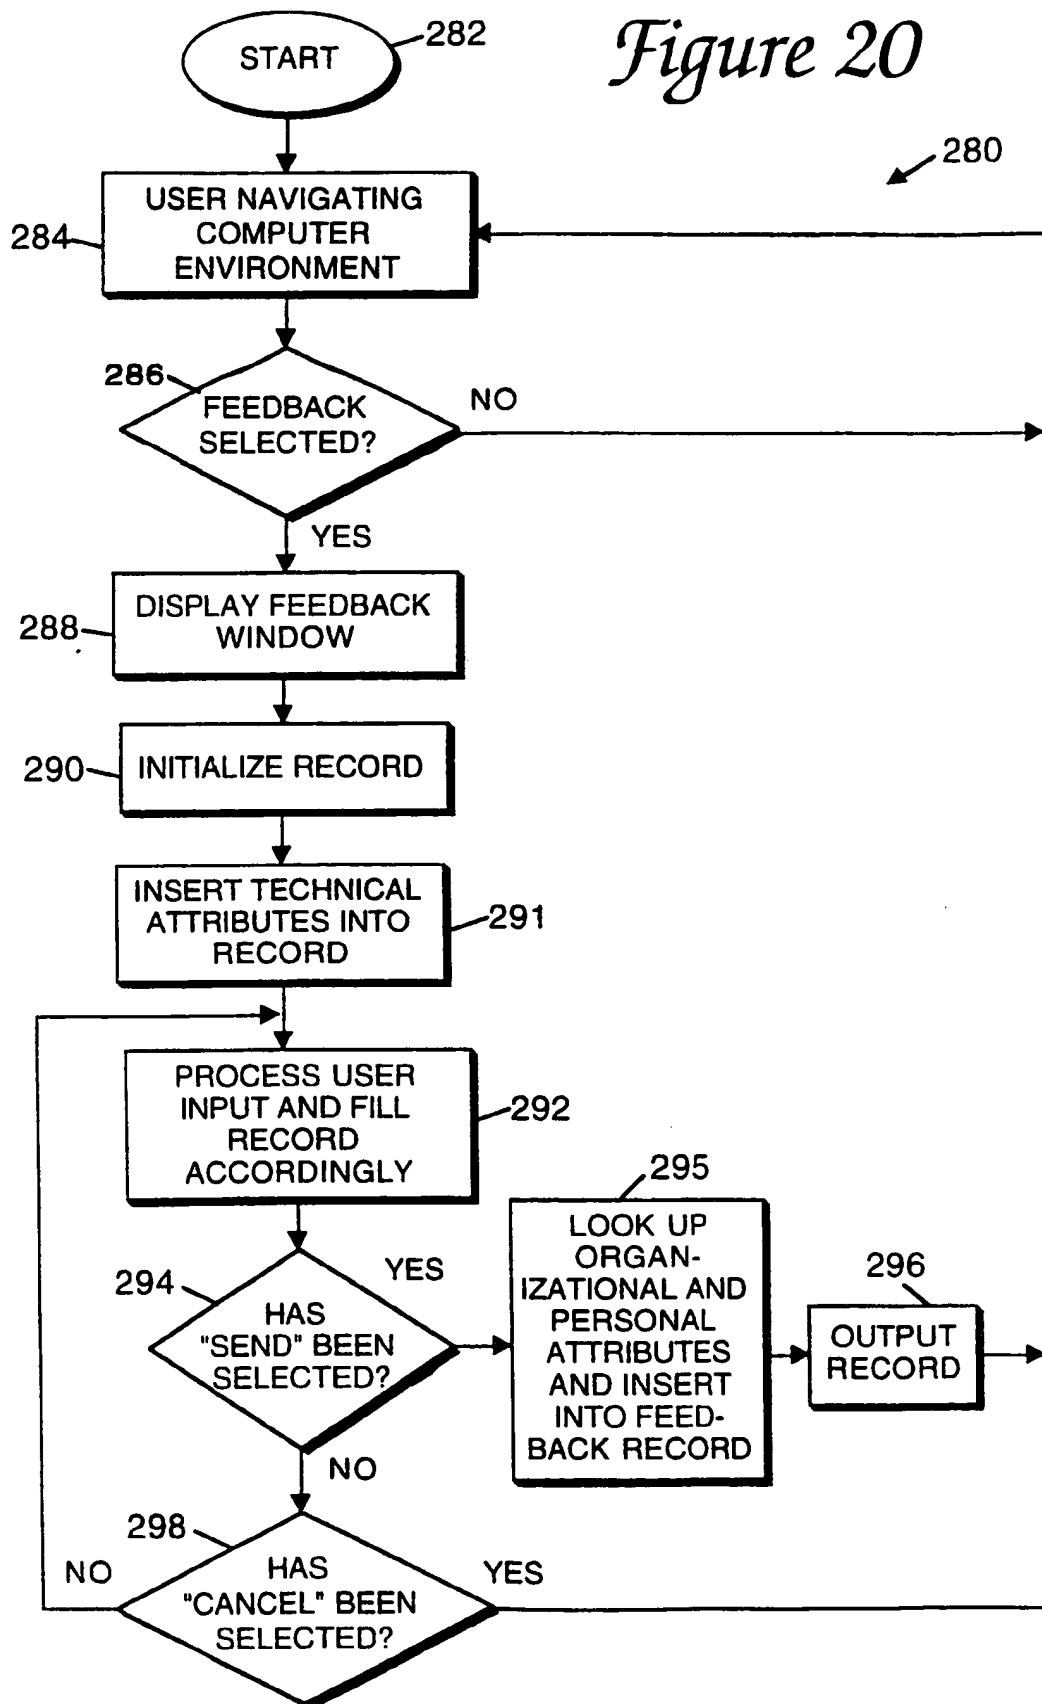 Figure 20
START
282
280
USER NAVIGATING
COMPUTER
ENVIRONMENT
284
286
FEEDBACK
SELECTED?
NO
YES
DISPLAY FEEDBACK
WINDOW
288
INITIALIZE RECORD
290
INSERT TECHNICAL
ATTRIBUTES INTO
RECORD
291
PROCESS USER
INPUT AND FILL
RECORD
ACCORDINGLY
292
294
HAS
"SEND" BEEN
SELECTED?
YES
NO
295
LOOK UP
ORGAN-
IZATIONAL AND
PERSONAL
ATTRIBUTES
AND INSERT
INTO FEED-
BACK RECORD
296
OUTPUT
RECORD
298
HAS
"CANCEL" BEEN
SELECTED?
NO
YES